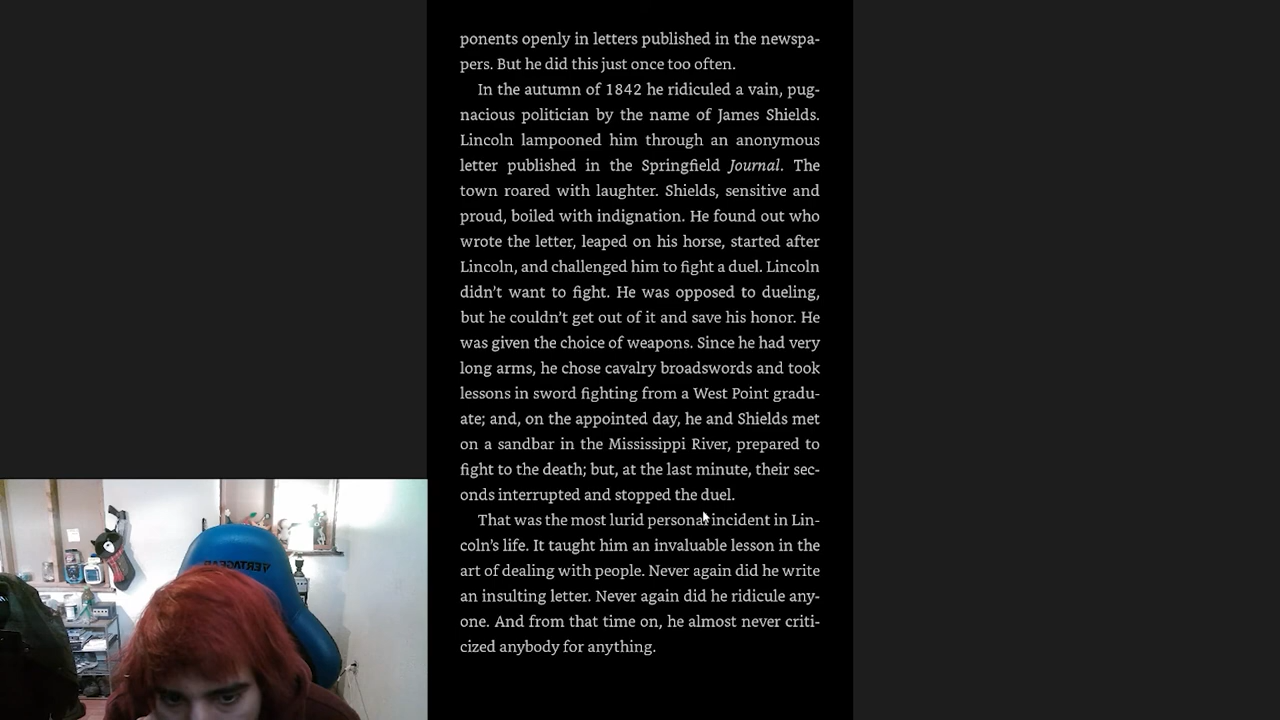 ponents openly in letters published in the newspa-
pers. But he did this just once too often.
In the autumn of 1842 he ridiculed a vain, pug-
nacious politician by the name of James Shields.
Lincoln lampooned him through an anonymous
letter published in the Springfield Journal. The
town roared with laughter. Shields, sensitive and
proud, boiled with indignation. He found out who
wrote the letter, leaped on his horse, started after
Lincoln, and challenged him to fight a duel. Lincoln
didn’t want to fight. He was opposed to dueling,
but he couldn’t get out of it and save his honor. He
was given the choice of weapons. Since he had very
long arms, he chose cavalry broadswords and took
lessons in sword fighting from a West Point gradu-
ate; and, on the appointed day, he and Shields met
on a sandbar in the Mississippi River, prepared to
fight to the death; but, at the last minute, their sec-
onds interrupted and stopped the duel.
That was the most lurid personal incident in Lin-
coln’s life. It taught him an invaluable lesson in the
art of dealing with people. Never again did he write
an insulting letter. Never again did he ridicule any-
one. And from that time on, he almost never criti-
cized anybody for anything.
VERTAGEAR